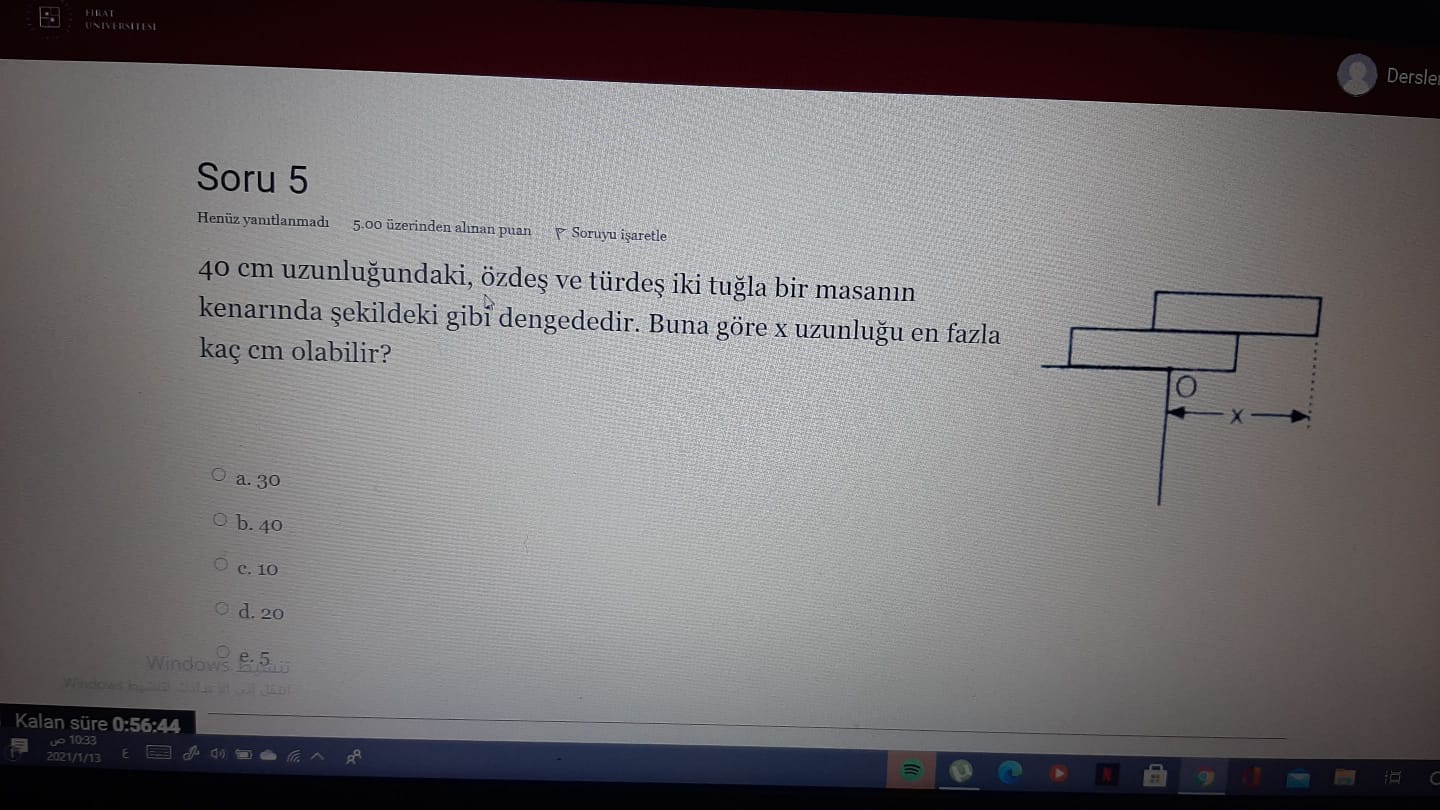 FIRAT
ÜNİVERSİTESİ
Dersle
Soru 5
Henüz yanıtlanmadı 5.00 üzerinden alınan puan Soruyu işaretle
40 cm uzunluğundaki, özdeş ve türdeş iki tuğla bir masanın
kenarında şekildeki gibi dengededir. Buna göre x uzunluğu en fazla
kaç cm olabilir?
O
x
a. 30
b. 40
c. 10
d. 20
e. 5
Windows تنشيط
Windows
Kalan süre 0:56:44
10:33 ص
2021/1/13
ع